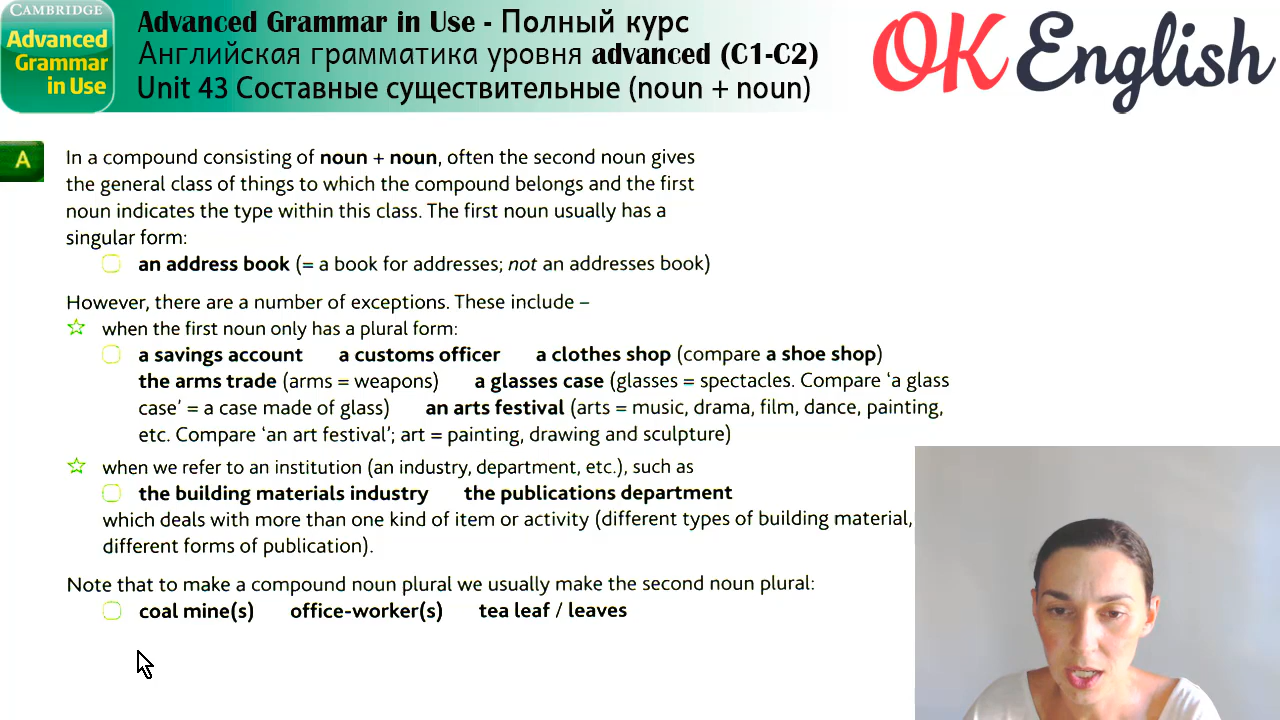 CAMBRIDGE
Advanced
Grammar
in Use
Advanced Grammar in Use - Полный курс
Английская грамматика уровня advanced (C1-C2)
Unit 43 Составные существительные (noun + noun)
OK English
A
In a compound consisting of noun + noun, often the second noun gives
the general class of things to which the compound belongs and the first
noun indicates the type within this class. The first noun usually has a
singular form:
an address book (= a book for addresses; not an addresses book)
However, there are a number of exceptions. These include –
when the first noun only has a plural form:
a savings account a customs officer a clothes shop (compare a shoe shop)
the arms trade (arms = weapons) a glasses case (glasses = spectacles. Compare ‘a glass
case’ = a case made of glass) an arts festival (arts = music, drama, film, dance, painting,
etc. Compare ‘an art festival’; art = painting, drawing and sculpture)
when we refer to an institution (an industry, department, etc.), such as
the building materials industry the publications department
which deals with more than one kind of item or activity (different types of building material,
different forms of publication).
Note that to make a compound noun plural we usually make the second noun plural:
coal mine(s) office-worker(s) tea leaf / leaves